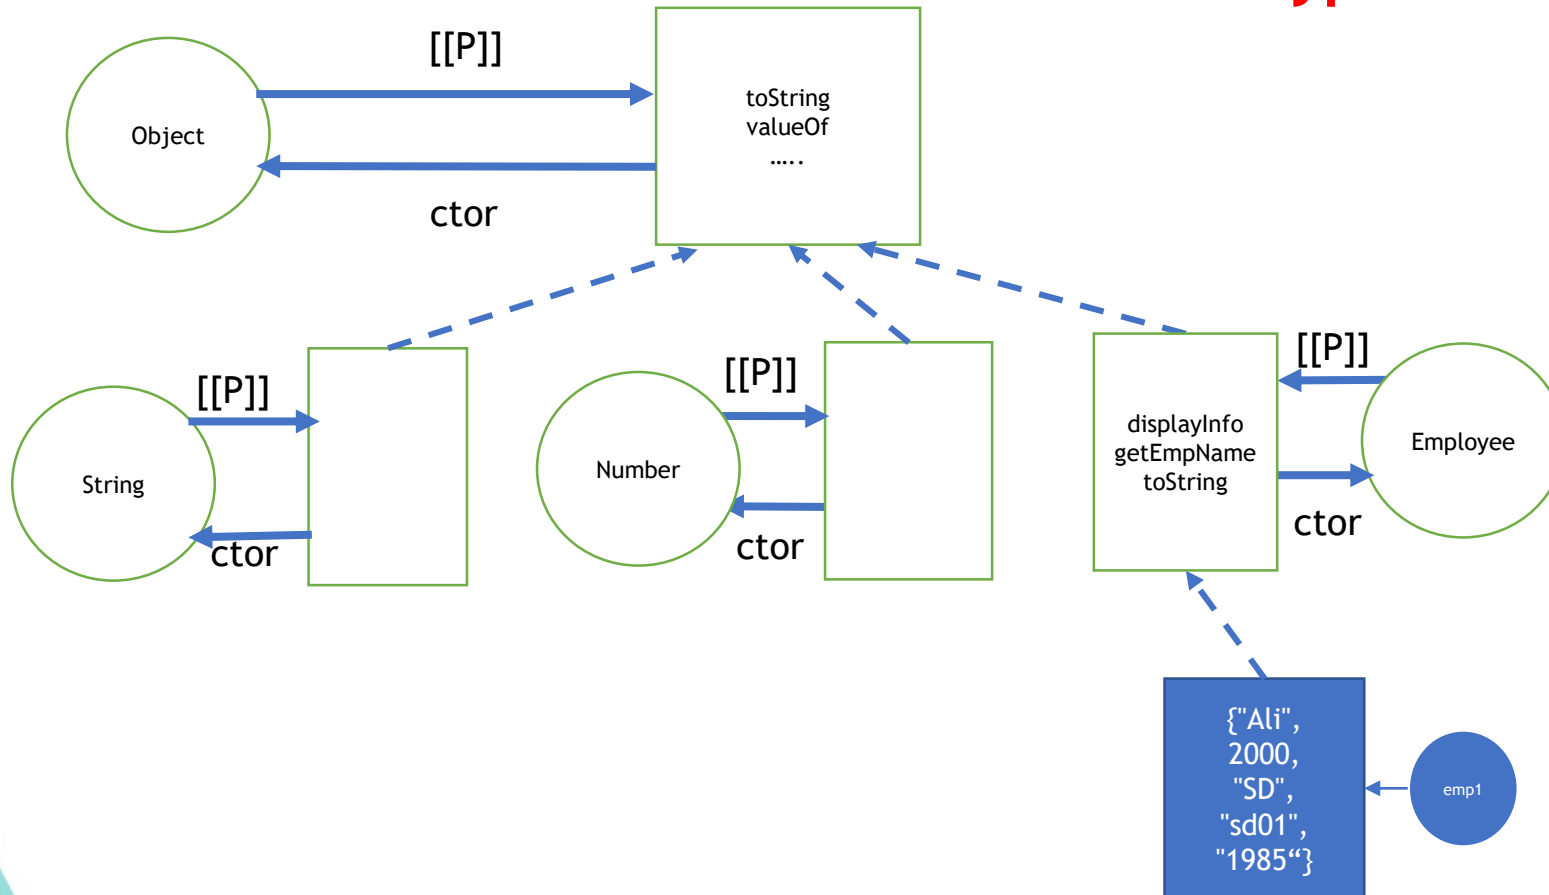 [[P]]
Object
toString
valueOf
…..
ctor
[[P]]
String
ctor
[[P]]
Number
ctor
[[P]]
displayInfo
getEmpName
toString
Employee
ctor
{"Ali",
2000,
"SD",
"sd01",
"1985“}
emp1